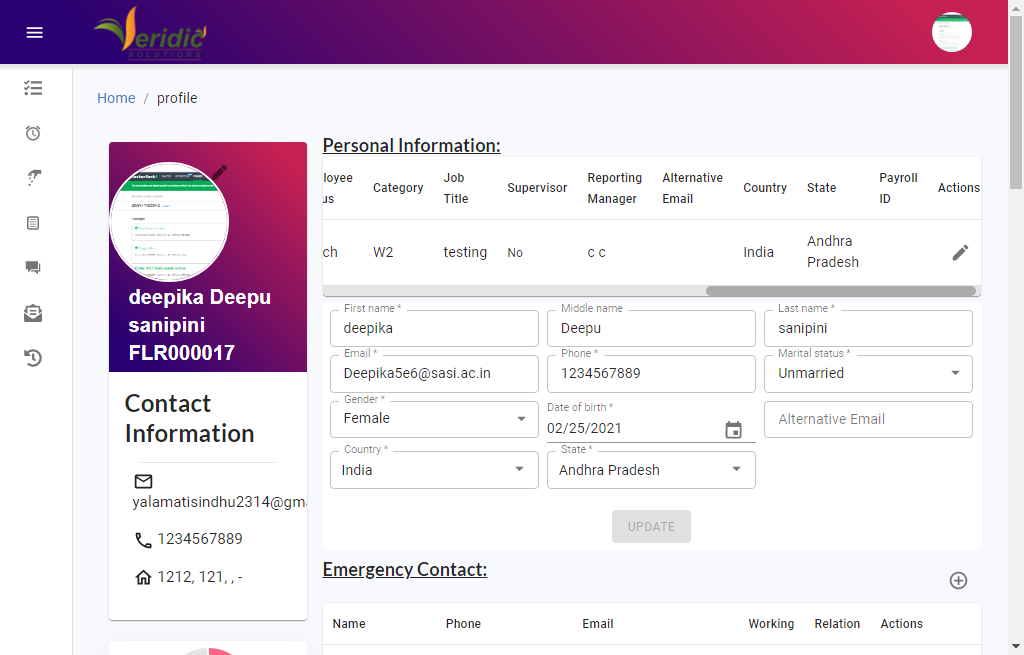 Veridic
SOLUTIONS
Home / profile
deepika Deepu
sanipini
FLR000017
Contact
Information
yalamatisindhu2314@gm
1234567889
1212, 121, , -
Personal Information:
loyee
us
Category
Job
Title
Supervisor
Reporting
Manager
Alternative
Email
Country
State
Payroll
ID
Actions
ch W2 testing No c c India Andhra
Pradesh
First name * Middle name Last name *
deepika Deepu sanipini
Email * Phone * Marital status *
Deepika5e6@sasi.ac.in 1234567889 Unmarried
Gender * Date of birth *
Female 02/25/2021 Alternative Email
Country * State *
India Andhra Pradesh
UPDATE
Emergency Contact:
Name Phone Email Working Relation Actions